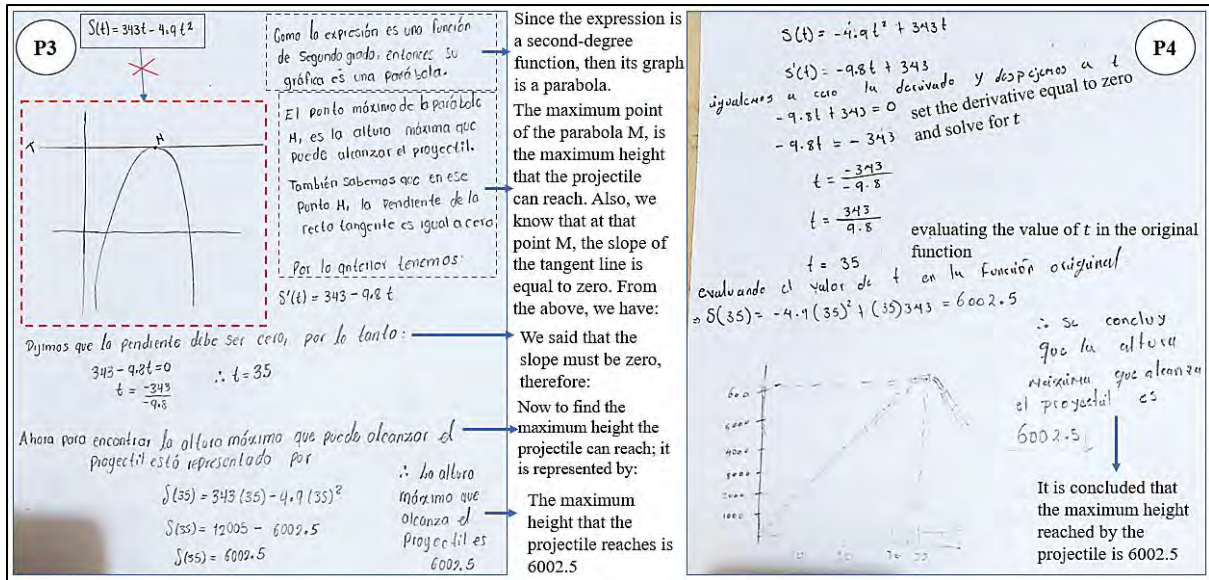 P3
S(t) = 343t - 4.9t²
Como la expresión es una función
de Segundo grado, entonces su
gráfica es una parábola.
El ponto máximo de la parábola
M, es la altura máxima que
puede alcanzar el proyectil.
También sabemos que en ese
Punto M, la Pendiente de la
recta tangente es igual a cero
Por lo anterior tenemos:
S'(t) = 343 - 9.8 t
M
Dijimos que la pendiente debe ser cero, por lo tanto:
343 - 9.8t = 0
t = -343/-9.8
∴ t = 35
Ahora para encontrar la altura máxima que puede alcanzar el
proyectil está representado por
S(35) = 343(35) - 4.9(35)²
S(35) = 12005 - 6002.5
S(35) = 6002.5
∴ La altura
máxima que
alcanza el
Proyectil es
6002.5
Since the expression is
a second-degree
function, then its graph
is a parabola.
The maximum point
of the parabola M, is
the maximum height
that the projectile
can reach. Also, we
know that at that
point M, the slope of
the tangent line is
equal to zero. From
the above, we have:
We said that the
slope must be zero,
therefore:
Now to find the
maximum height the
projectile can reach; it
is represented by:
The maximum
height that the
projectile reaches is
6002.5
P4
S(t) = -4.9t² + 343t
S'(t) = -9.8t + 343
igualemos a cero la derivada y despejemos a t
-9.8t + 343 = 0
set the derivative equal to zero
and solve for t
-9.8t = -343
t = -343/-9.8
t = 343/9.8
t = 35
evaluating the value of t in the original
function
evaluando el valor de t en la función original
S(35) = -4.9(35)² + (35)343 = 6002.5
∴ Se concluy
que la altura
máxima que alcanza
el proyectil es
6002.5
4000
2000
1000
It is concluded that
the maximum height
reached by the
projectile is 6002.5